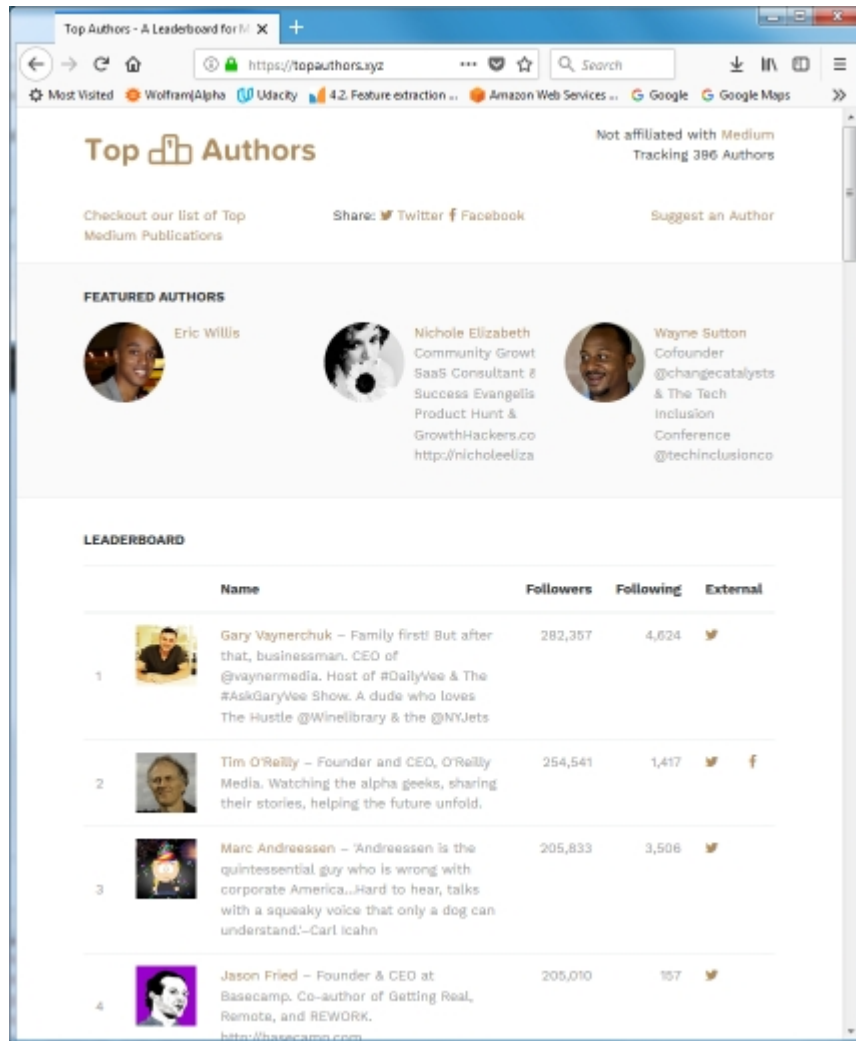 Top Authors - A Leaderboard for M
https://topauthors.xyz
Search
Most Visited Wolfram|Alpha Udacity 4.2. Feature extraction ... Amazon Web Services ... Google Google Maps
Top Authors
Not affiliated with Medium
Tracking 396 Authors
Checkout our list of Top
Medium Publications
Share: Twitter Facebook
Suggest an Author
FEATURED AUTHORS
Eric Willis
Nichole Elizabeth
Community Growt
SaaS Consultant &
Success Evangelis
Product Hunt &
GrowthHackers.co
http://nicholeeliza
Wayne Sutton
Cofounder
@changecatalysts
& The Tech
Inclusion
Conference
@techinclusionco
LEADERBOARD
Name Followers Following External
1
Gary Vaynerchuk – Family first! But after
that, businessman. CEO of
@vaynermedia. Host of #DailyVee & The
#AskGaryVee Show. A dude who loves
The Hustle @Winelibrary & the @NYJets
282,357 4,624
2
Tim O'Reilly – Founder and CEO, O'Reilly
Media. Watching the alpha geeks, sharing
their stories, helping the future unfold.
254,541 1,417
3
Marc Andreessen – 'Andreessen is the
quintessential guy who is wrong with
corporate America...Hard to hear, talks
with a squeaky voice that only a dog can
understand.'–Carl Icahn
205,833 3,506
4
Jason Fried – Founder & CEO at
Basecamp. Co-author of Getting Real,
Remote, and REWORK.
http://basecamp.com
205,010 157